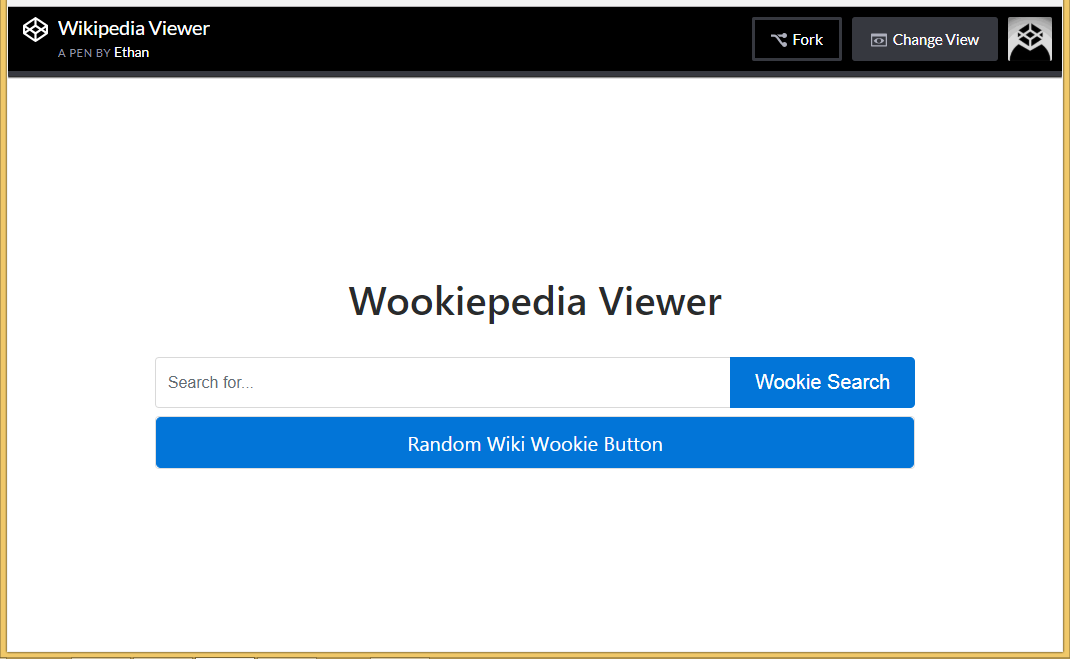 Wikipedia Viewer
A PEN BY Ethan
Fork
Change View
Wookiepedia Viewer
Search for...
Wookie Search
Random Wiki Wookie Button